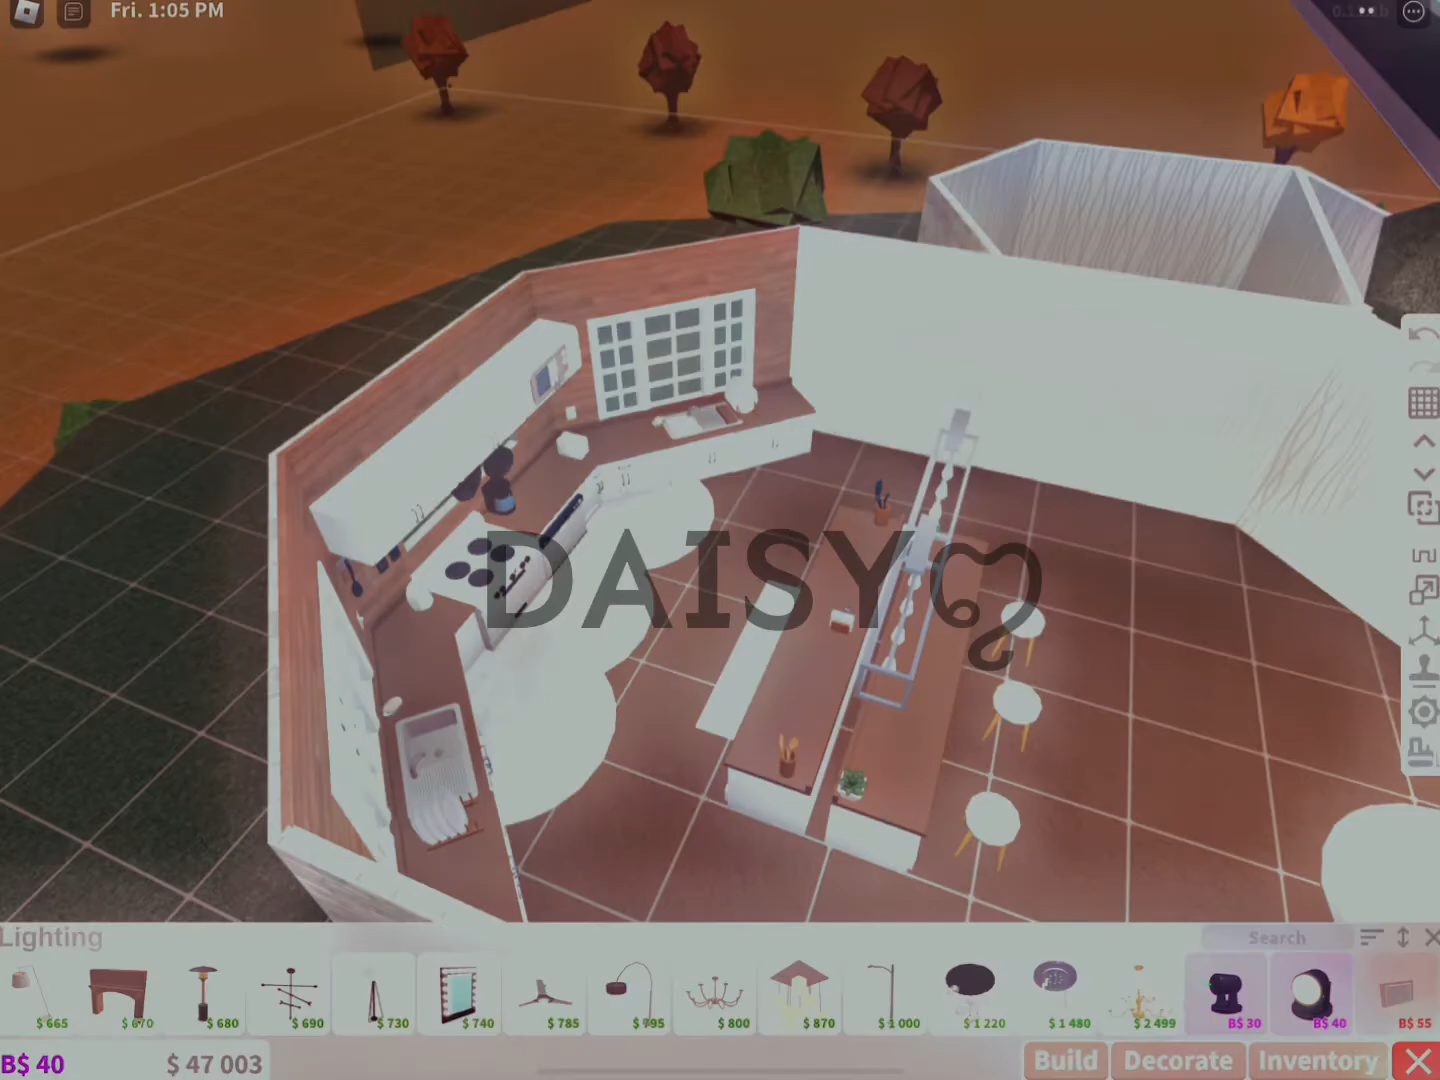 Fri. 1:05 PM
DAISY
Lighting
Search
$ 665
$ 670
$ 680
$ 690
$ 730
$ 740
$ 785
$ 795
$ 800
$ 870
$ 1 000
$ 1 220
$ 1 480
$ 2 499
B$ 30
B$ 40
B$ 55
B$ 40
$ 47 003
Build
Decorate
Inventory